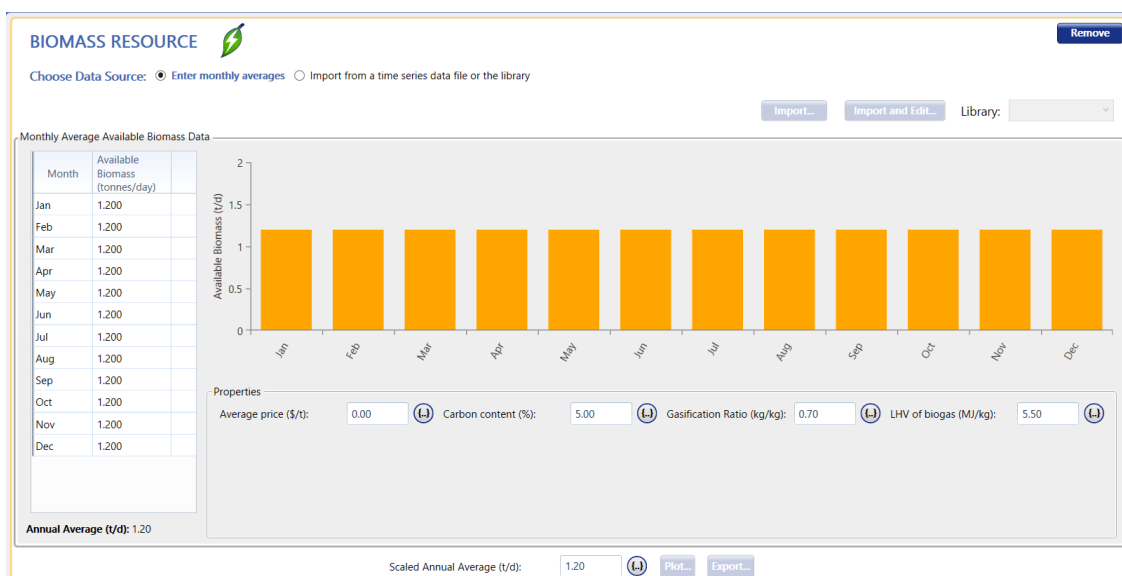 BIOMASS RESOURCE
Remove
Choose Data Source: Enter monthly averages Import from a time series data file or the library
Import... Import and Edit... Library:
Monthly Average Available Biomass Data
Month Available Biomass (tonnes/day)
Jan 1.200
Feb 1.200
Mar 1.200
Apr 1.200
May 1.200
Jun 1.200
Jul 1.200
Aug 1.200
Sep 1.200
Oct 1.200
Nov 1.200
Dec 1.200
Annual Average (t/d): 1.20
Available Biomass (t/d)
2
1.5
1
0.5
0
Jan Feb Mar Apr May Jun Jul Aug Sep Oct Nov Dec
Properties
Average price ($/t): 0.00 {..} Carbon content (%): 5.00 {..} Gasification Ratio (kg/kg): 0.70 {..} LHV of biogas (MJ/kg): 5.50 {..}
Scaled Annual Average (t/d): 1.20 {..} Plot... Export...